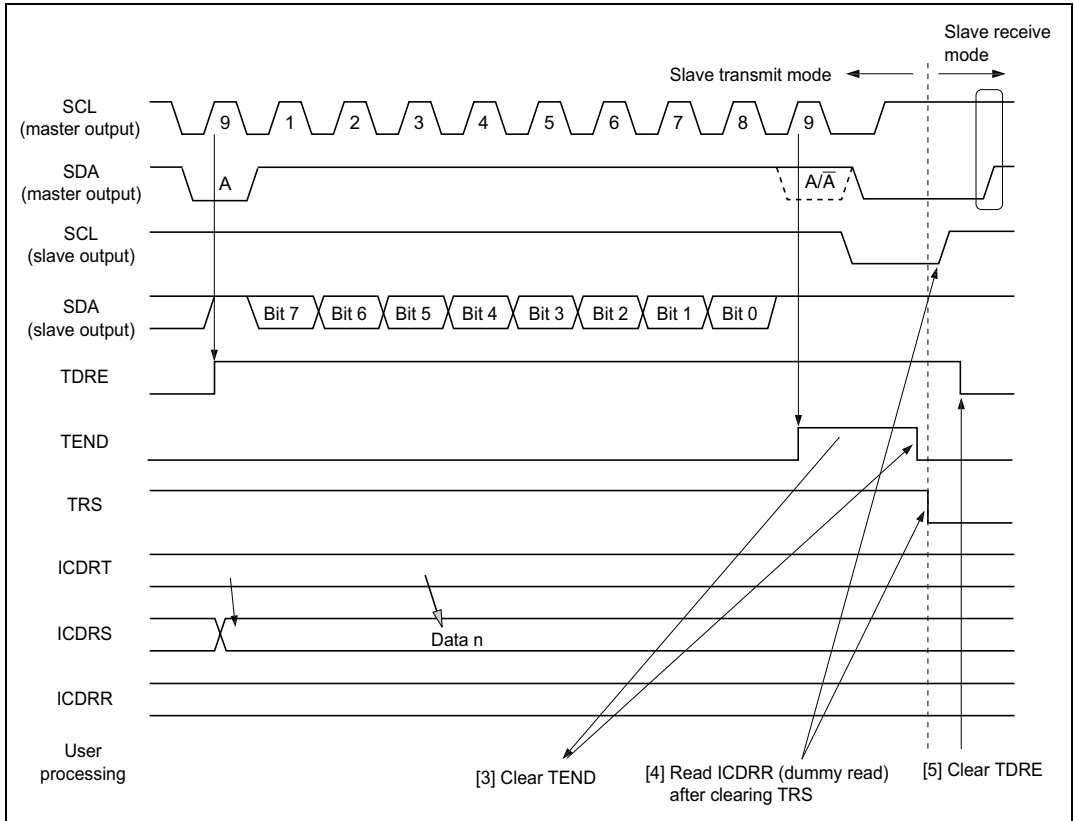 Slave receive
mode
Slave transmit mode
SCL
(master output)
9 1 2 3 4 5 6 7 8 9
SDA
(master output)
A A/A̅
SCL
(slave output)
SDA
(slave output)
Bit 7 Bit 6 Bit 5 Bit 4 Bit 3 Bit 2 Bit 1 Bit 0
TDRE
TEND
TRS
ICDRT
ICDRS
Data n
ICDRR
User
processing
[3] Clear TEND
[4] Read ICDRR (dummy read)
after clearing TRS
[5] Clear TDRE